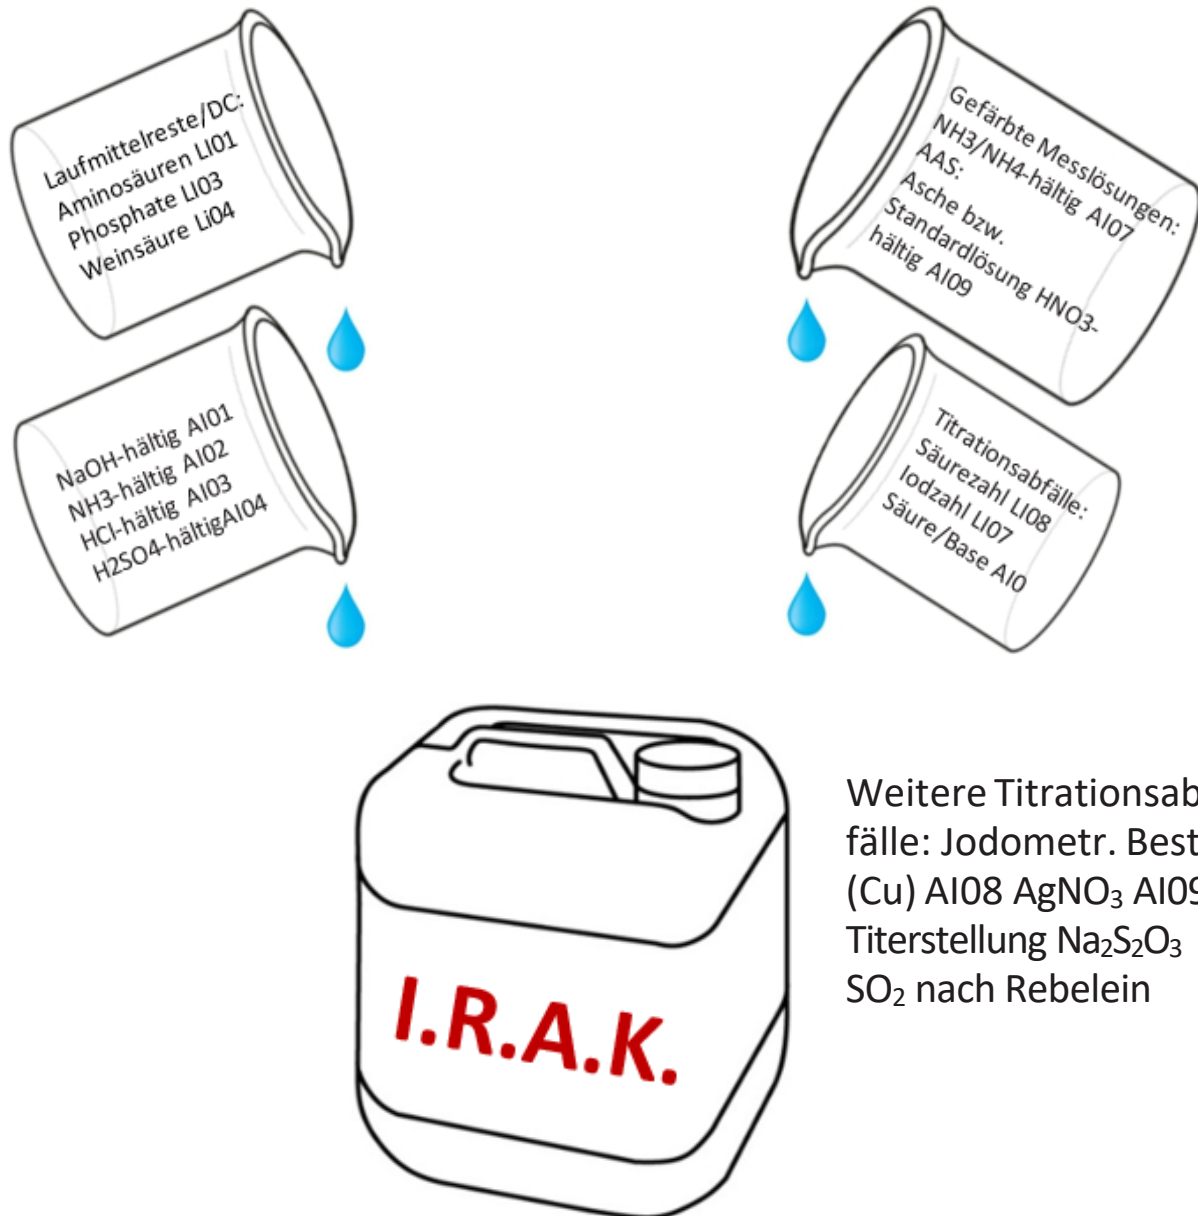 Laufmittelreste/DC:
Aminosäuren LI01
Phosphate LI03
Weinsäure Li04
Gefärbte Messlösungen:
NH3/NH4-hältig AI07
AAS:
Asche bzw.
Standardlösung HNO3-
hältig AI09
NaOH-hältig AI01
NH3-hältig AI02
HCl-hältig AI03
H2SO4-hältigAI04
Titrationsabfälle:
Säurezahl LI08
Iodzahl LI07
Säure/Base AI0
I.R.A.K.
Weitere Titrationsab
fälle: Jodometr. Best
(Cu) AI08 AgNO₃ AI09
Titerstellung Na₂S₂O₃
SO₂ nach Rebelein